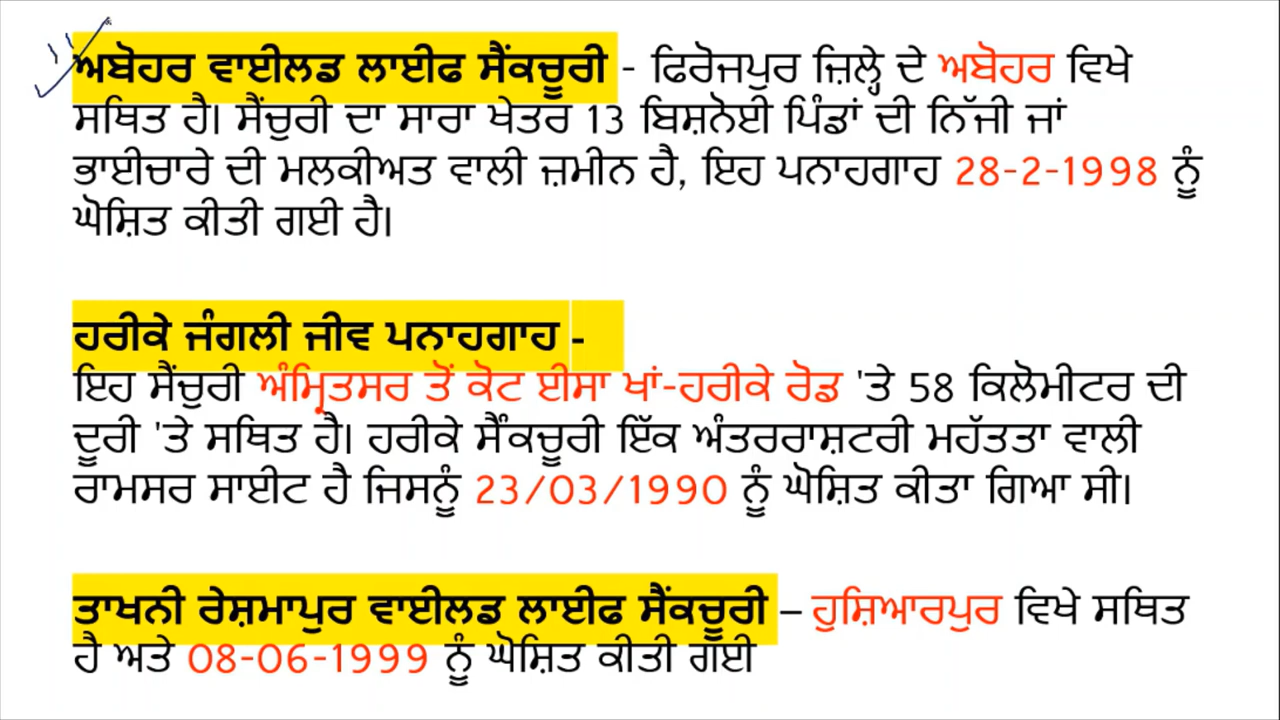 ਅਬੋਹਰ ਵਾਈਲਡ ਲਾਈਫ ਸੈਂਕਚੂਰੀ - ਫਿਰੋਜਪੁਰ ਜ਼ਿਲ੍ਹੇ ਦੇ ਅਬੋਹਰ ਵਿਖੇ
ਸਥਿਤ ਹੈ। ਸੈਂਚੁਰੀ ਦਾ ਸਾਰਾ ਖੇਤਰ 13 ਬਿਸ਼ਨੋਈ ਪਿੰਡਾਂ ਦੀ ਨਿੱਜੀ ਜਾਂ
ਭਾਈਚਾਰੇ ਦੀ ਮਲਕੀਅਤ ਵਾਲੀ ਜ਼ਮੀਨ ਹੈ, ਇਹ ਪਨਾਹਗਾਹ 28-2-1998 ਨੂੰ
ਘੋਸ਼ਿਤ ਕੀਤੀ ਗਈ ਹੈ।
ਹਰੀਕੇ ਜੰਗਲੀ ਜੀਵ ਪਨਾਹਗਾਹ -
ਇਹ ਸੈਂਚੁਰੀ ਅੰਮ੍ਰਿਤਸਰ ਤੋਂ ਕੋਟ ਈਸਾ ਖਾਂ-ਹਰੀਕੇ ਰੋਡ 'ਤੇ 58 ਕਿਲੋਮੀਟਰ ਦੀ
ਦੂਰੀ 'ਤੇ ਸਥਿਤ ਹੈ। ਹਰੀਕੇ ਸੈਂਕਚੂਰੀ ਇੱਕ ਅੰਤਰਰਾਸ਼ਟਰੀ ਮਹੱਤਤਾ ਵਾਲੀ
ਰਾਮਸਰ ਸਾਈਟ ਹੈ ਜਿਸਨੂੰ 23/03/1990 ਨੂੰ ਘੋਸ਼ਿਤ ਕੀਤਾ ਗਿਆ ਸੀ।
ਤਾਖਨੀ ਰੇਸ਼ਮਾਪੁਰ ਵਾਈਲਡ ਲਾਈਫ ਸੈਂਕਚੂਰੀ – ਹੁਸ਼ਿਆਰਪੁਰ ਵਿਖੇ ਸਥਿਤ
ਹੈ ਅਤੇ 08-06-1999 ਨੂੰ ਘੋਸ਼ਿਤ ਕੀਤੀ ਗਈ